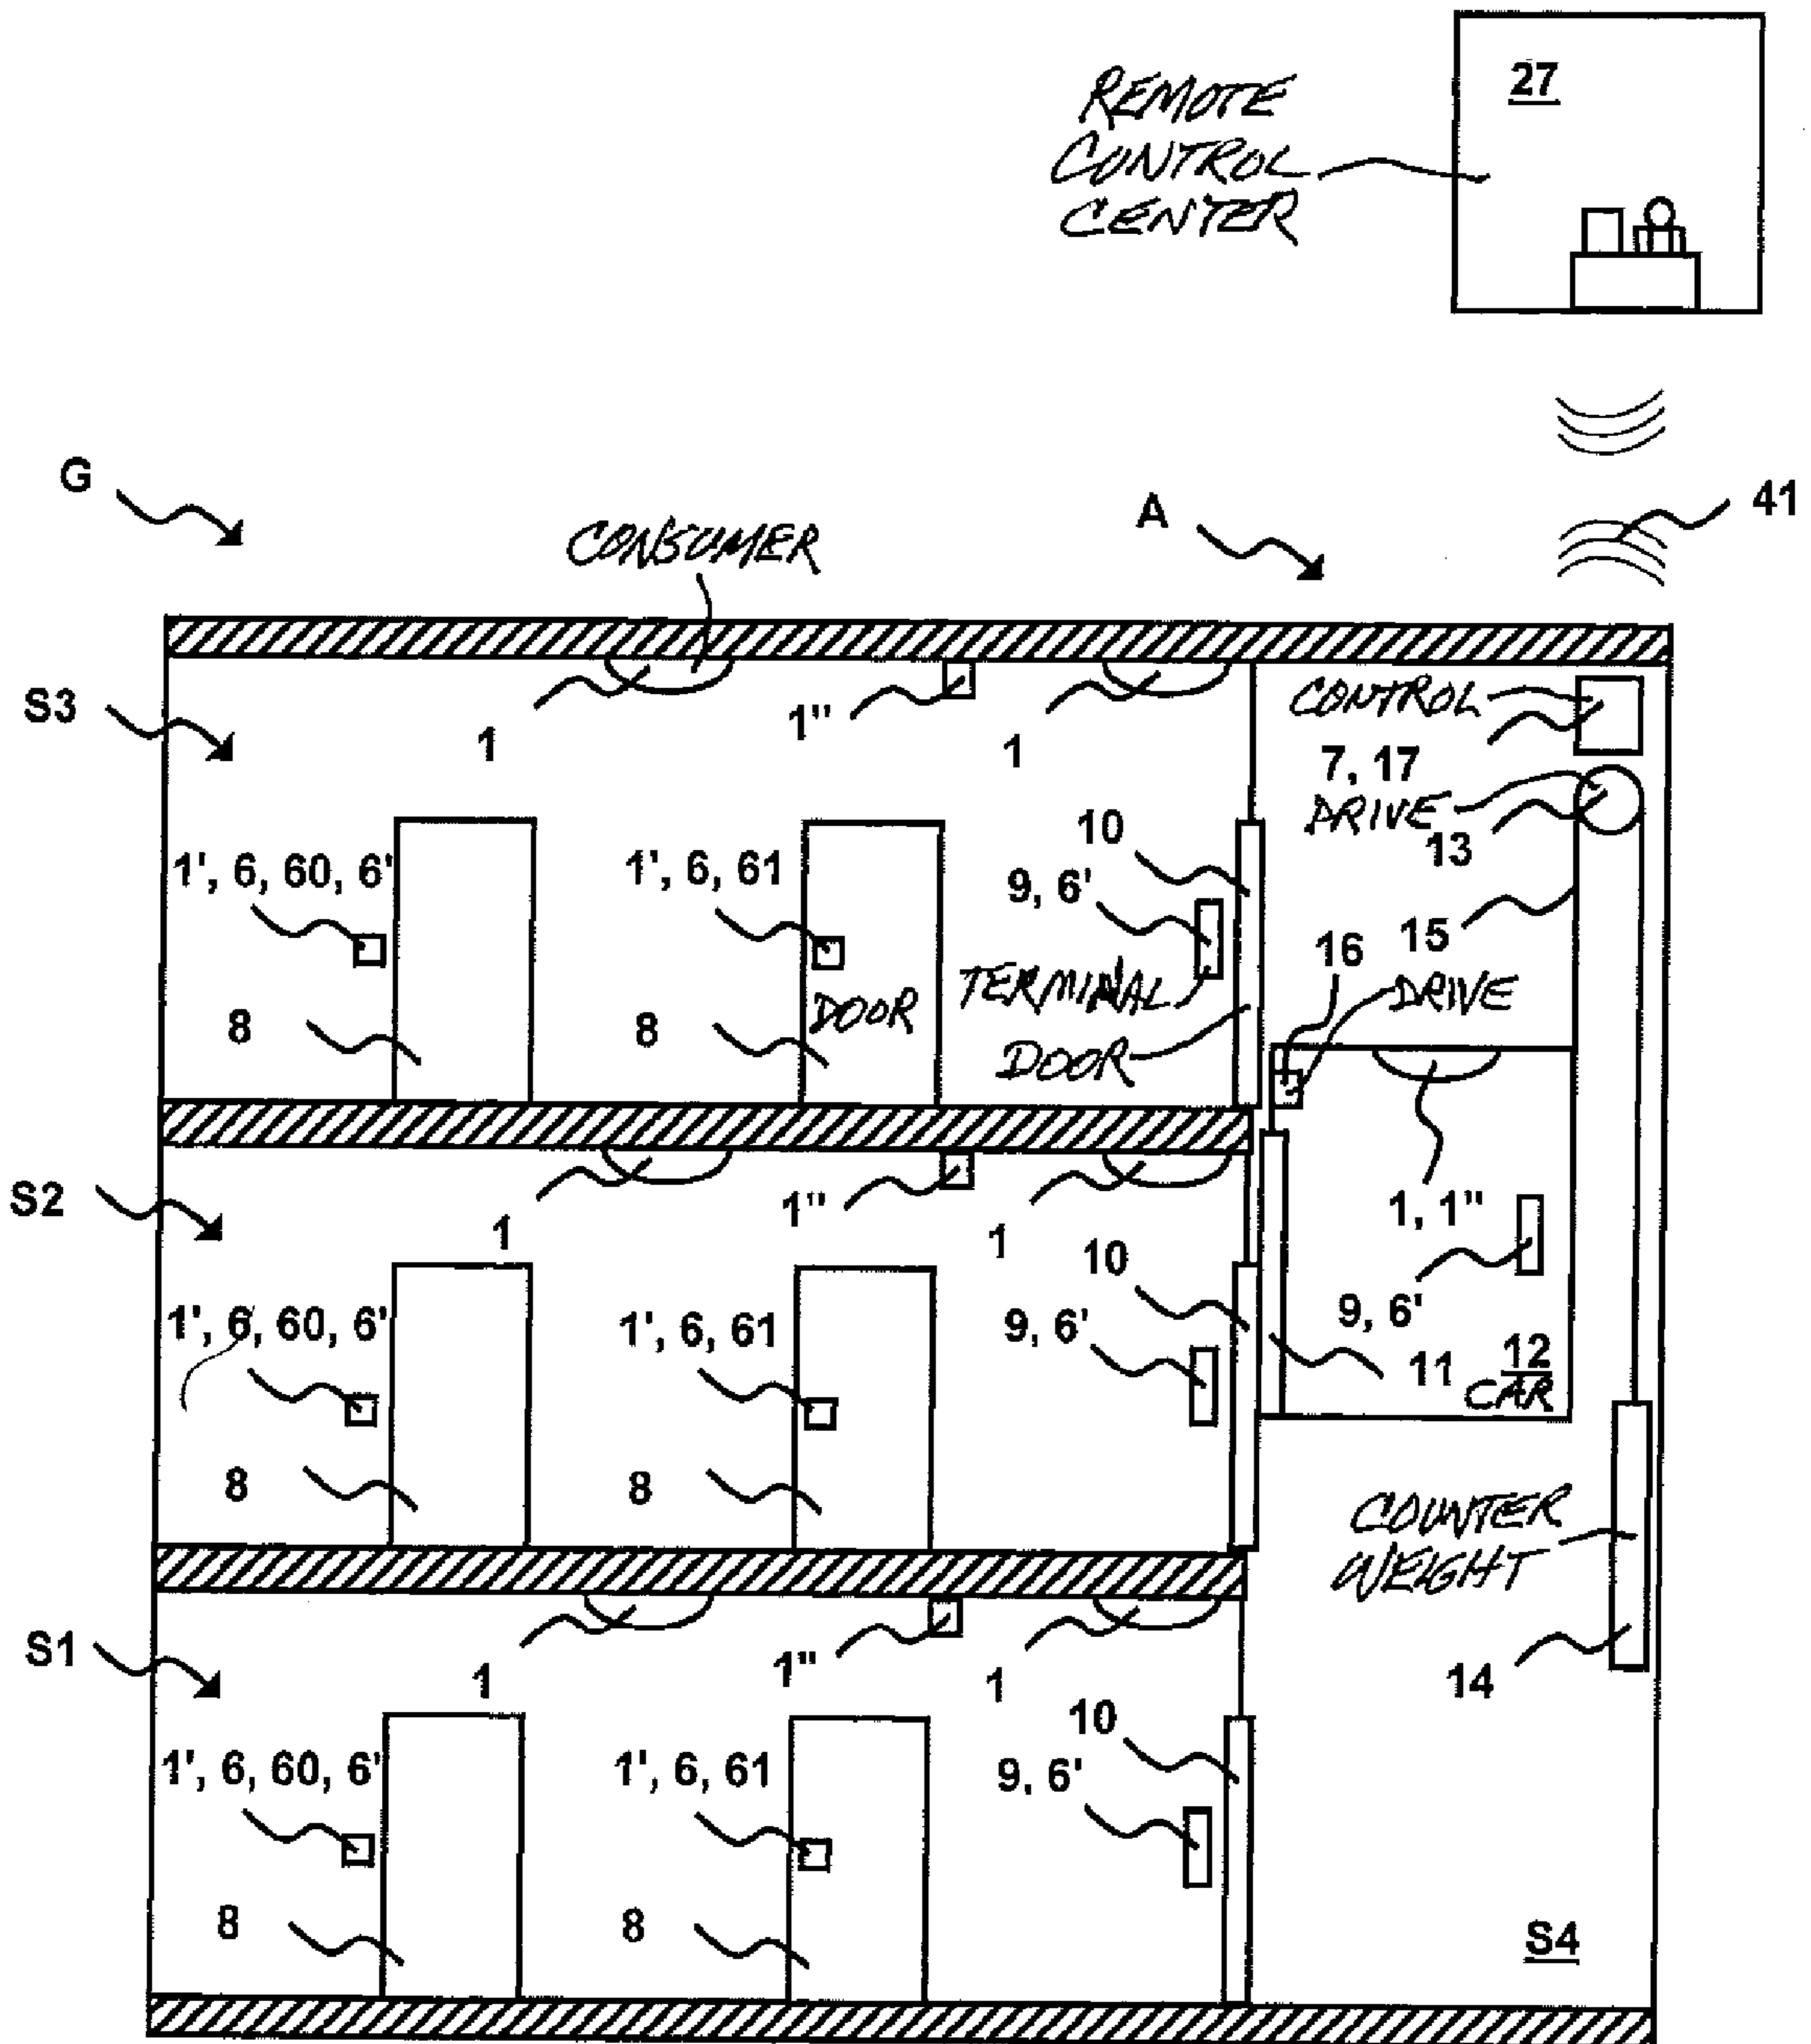 27
REMOTE
CONTROL
CENTER
G
A
41
CONSUMER
S3
1
1"
1
CONTROL
7, 17
DRIVE
13
10
1', 6, 60, 6'
1', 6, 61
9, 6'
15
16
DRIVE
8
8
DOOR
TERMINAL
DOOR
S2
1
1"
1
1, 1"
10
1', 6, 60, 6'
1', 6, 61
9, 6'
9, 6'
11
12
CAR
8
8
COUNTER
WEIGHT
S1
1
1"
1
14
10
1', 6, 60, 6'
1', 6, 61
9, 6'
8
8
S4